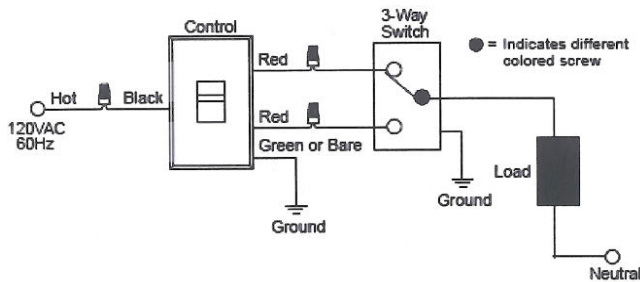 Control
3-Way
Switch
= Indicates different
colored screw
Hot
Black
Red
120VAC
60Hz
Red
Green or Bare
Ground
Ground
Load
Neutral